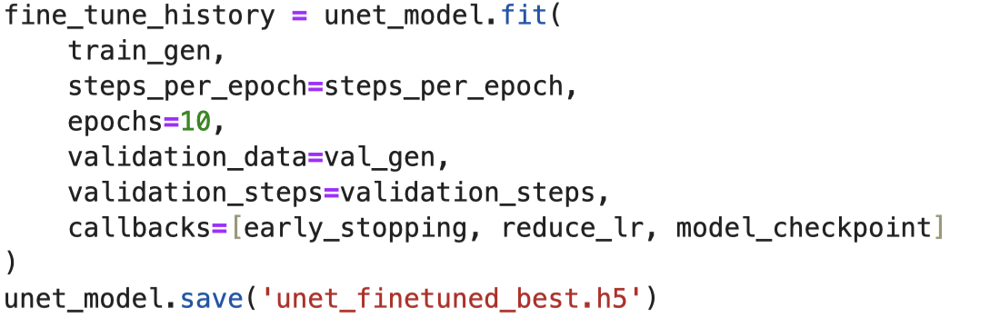 fine_tune_history = unet_model.fit(
    train_gen,
    steps_per_epoch=steps_per_epoch,
    epochs=10,
    validation_data=val_gen,
    validation_steps=validation_steps,
    callbacks=[early_stopping, reduce_lr, model_checkpoint]
)
unet_model.save('unet_finetuned_best.h5')